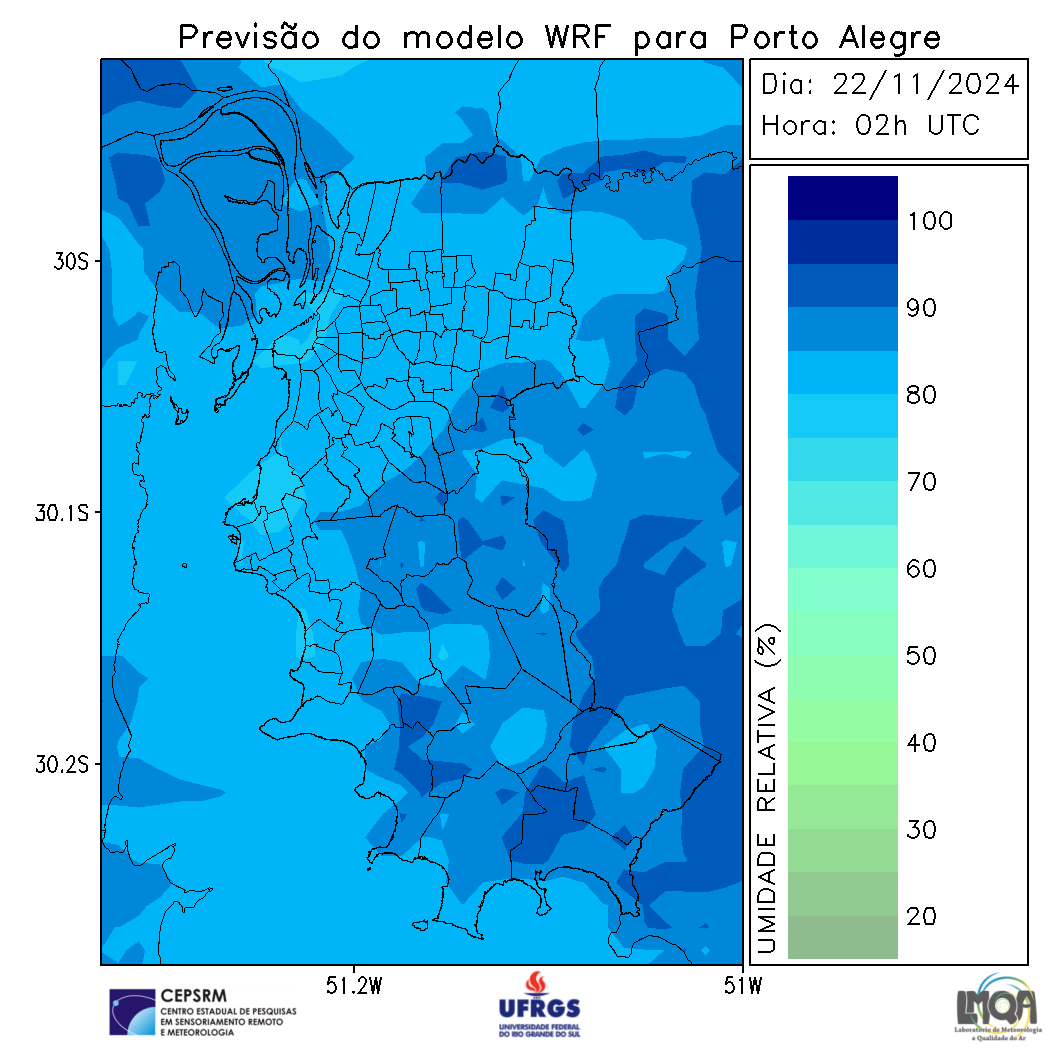 Previsão do modelo WRF para Porto Alegre
Dia: 22/11/2024
Hora: 02h UTC
100
90
80
70
60
50
40
30
20
UMIDADE RELATIVA (%)
30S
30.1S
30.2S
51.2W
51W
CEPSRM
CENTRO ESTADUAL DE PESQUISAS
EM SENSORIAMENTO REMOTO
E METEOROLOGIA
UFRGS
UNIVERSIDADE FEDERAL
DO RIO GRANDE DO SUL
LMQA
Laboratório de Meteorologia
e Qualidade do Ar